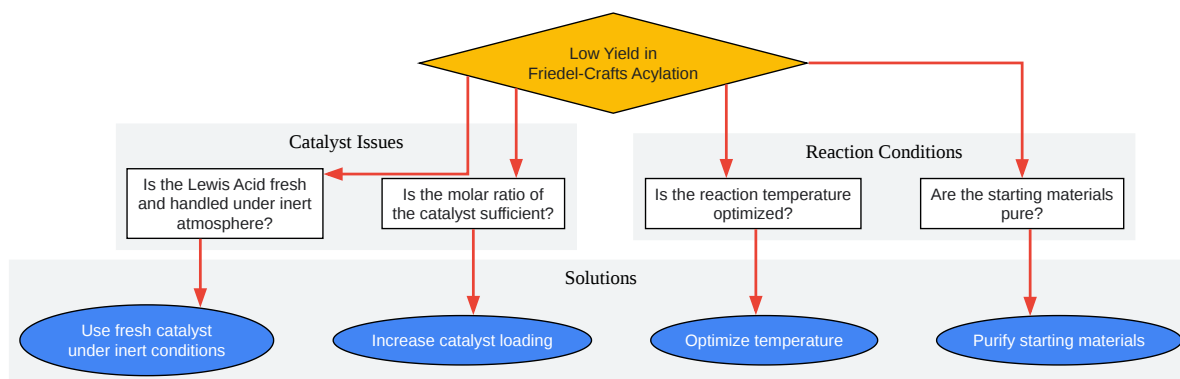 Low Yield in
Friedel-Crafts Acylation
Catalyst Issues
Reaction Conditions
Is the Lewis Acid fresh
and handled under inert
atmosphere?
Is the molar ratio of
the catalyst sufficient?
Is the reaction temperature
optimized?
Are the starting materials
pure?
Solutions
Use fresh catalyst
under inert conditions
Increase catalyst loading
Optimize temperature
Purify starting materials